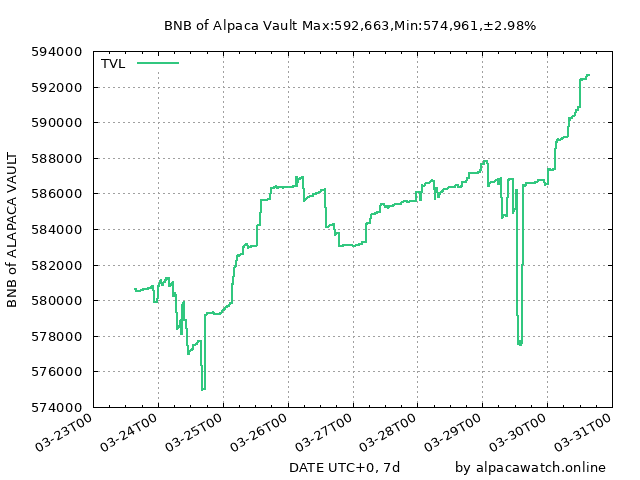 BNB of Alpaca Vault Max:592,663,Min:574,961,±2.98%
TVL
594000
592000
590000
588000
586000
584000
582000
580000
578000
576000
574000
BNB of ALAPACA VAULT
03-23T00
03-24T00
03-25T00
03-26T00
03-27T00
03-28T00
03-29T00
03-30T00
03-31T00
DATE UTC+0, 7d
by alpacawatch.online